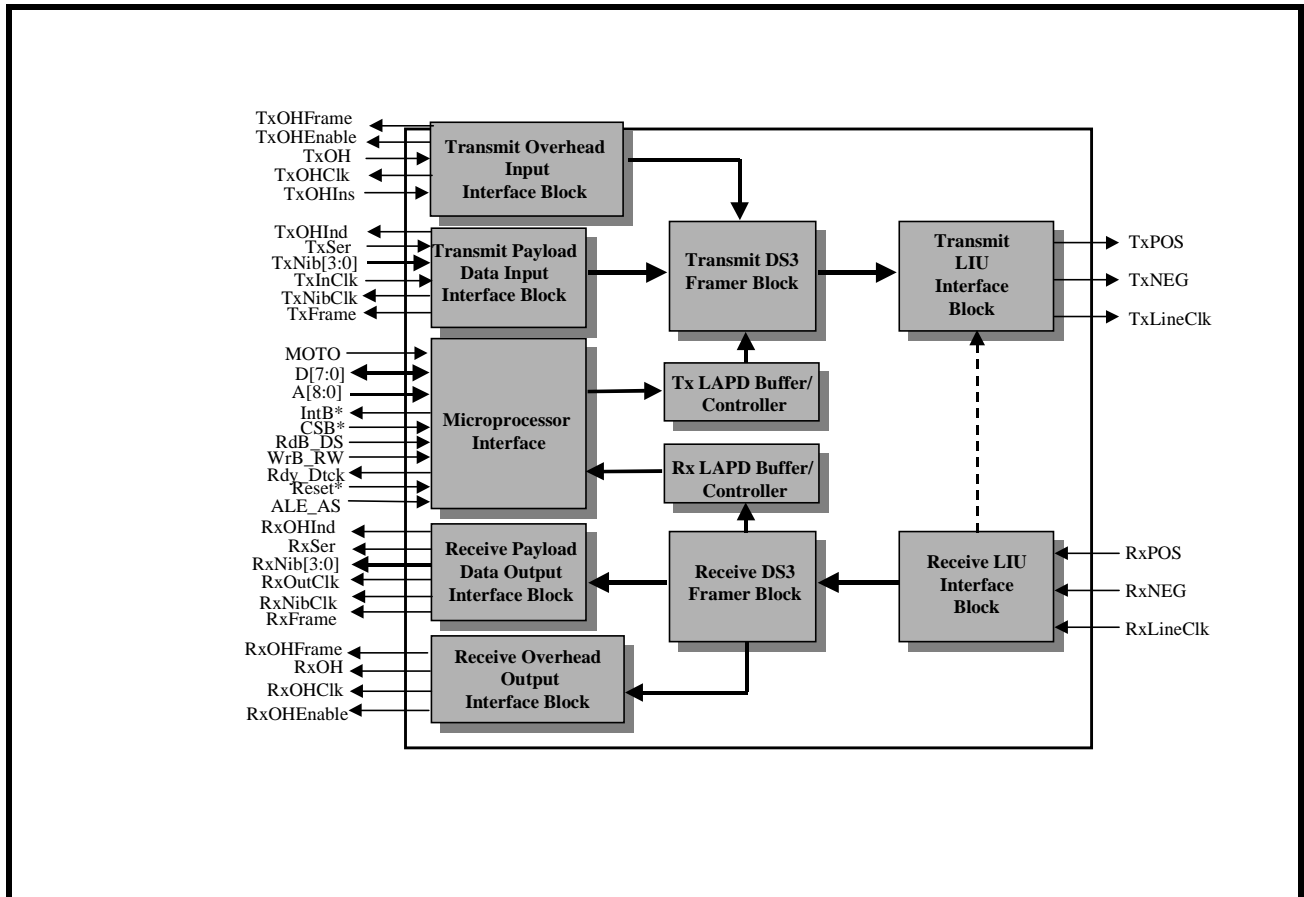 TxOHFrame
TxOHEnable
TxOH
TxOHClk
TxOHIns
Transmit Overhead
Input
Interface Block
TxOHInd
TxSer
TxNib[3:0]
TxInClk
TxNibClk
TxFrame
Transmit Payload
Data Input
Interface Block
Transmit DS3
Framer Block
Transmit
LIU
Interface
Block
TxPOS
TxNEG
TxLineClk
MOTO
D[7:0]
A[8:0]
IntB*
CSB*
RdB_DS
WrB_RW
Rdy_Dtck
Reset*
ALE_AS
Microprocessor
Interface
Tx LAPD Buffer/
Controller
Rx LAPD Buffer/
Controller
RxOHInd
RxSer
RxNib[3:0]
RxOutClk
RxNibClk
RxFrame
Receive Payload
Data Output
Interface Block
Receive DS3
Framer Block
Receive LIU
Interface
Block
RxPOS
RxNEG
RxLineClk
RxOHFrame
RxOH
RxOHClk
RxOHEnable
Receive Overhead
Output
Interface Block